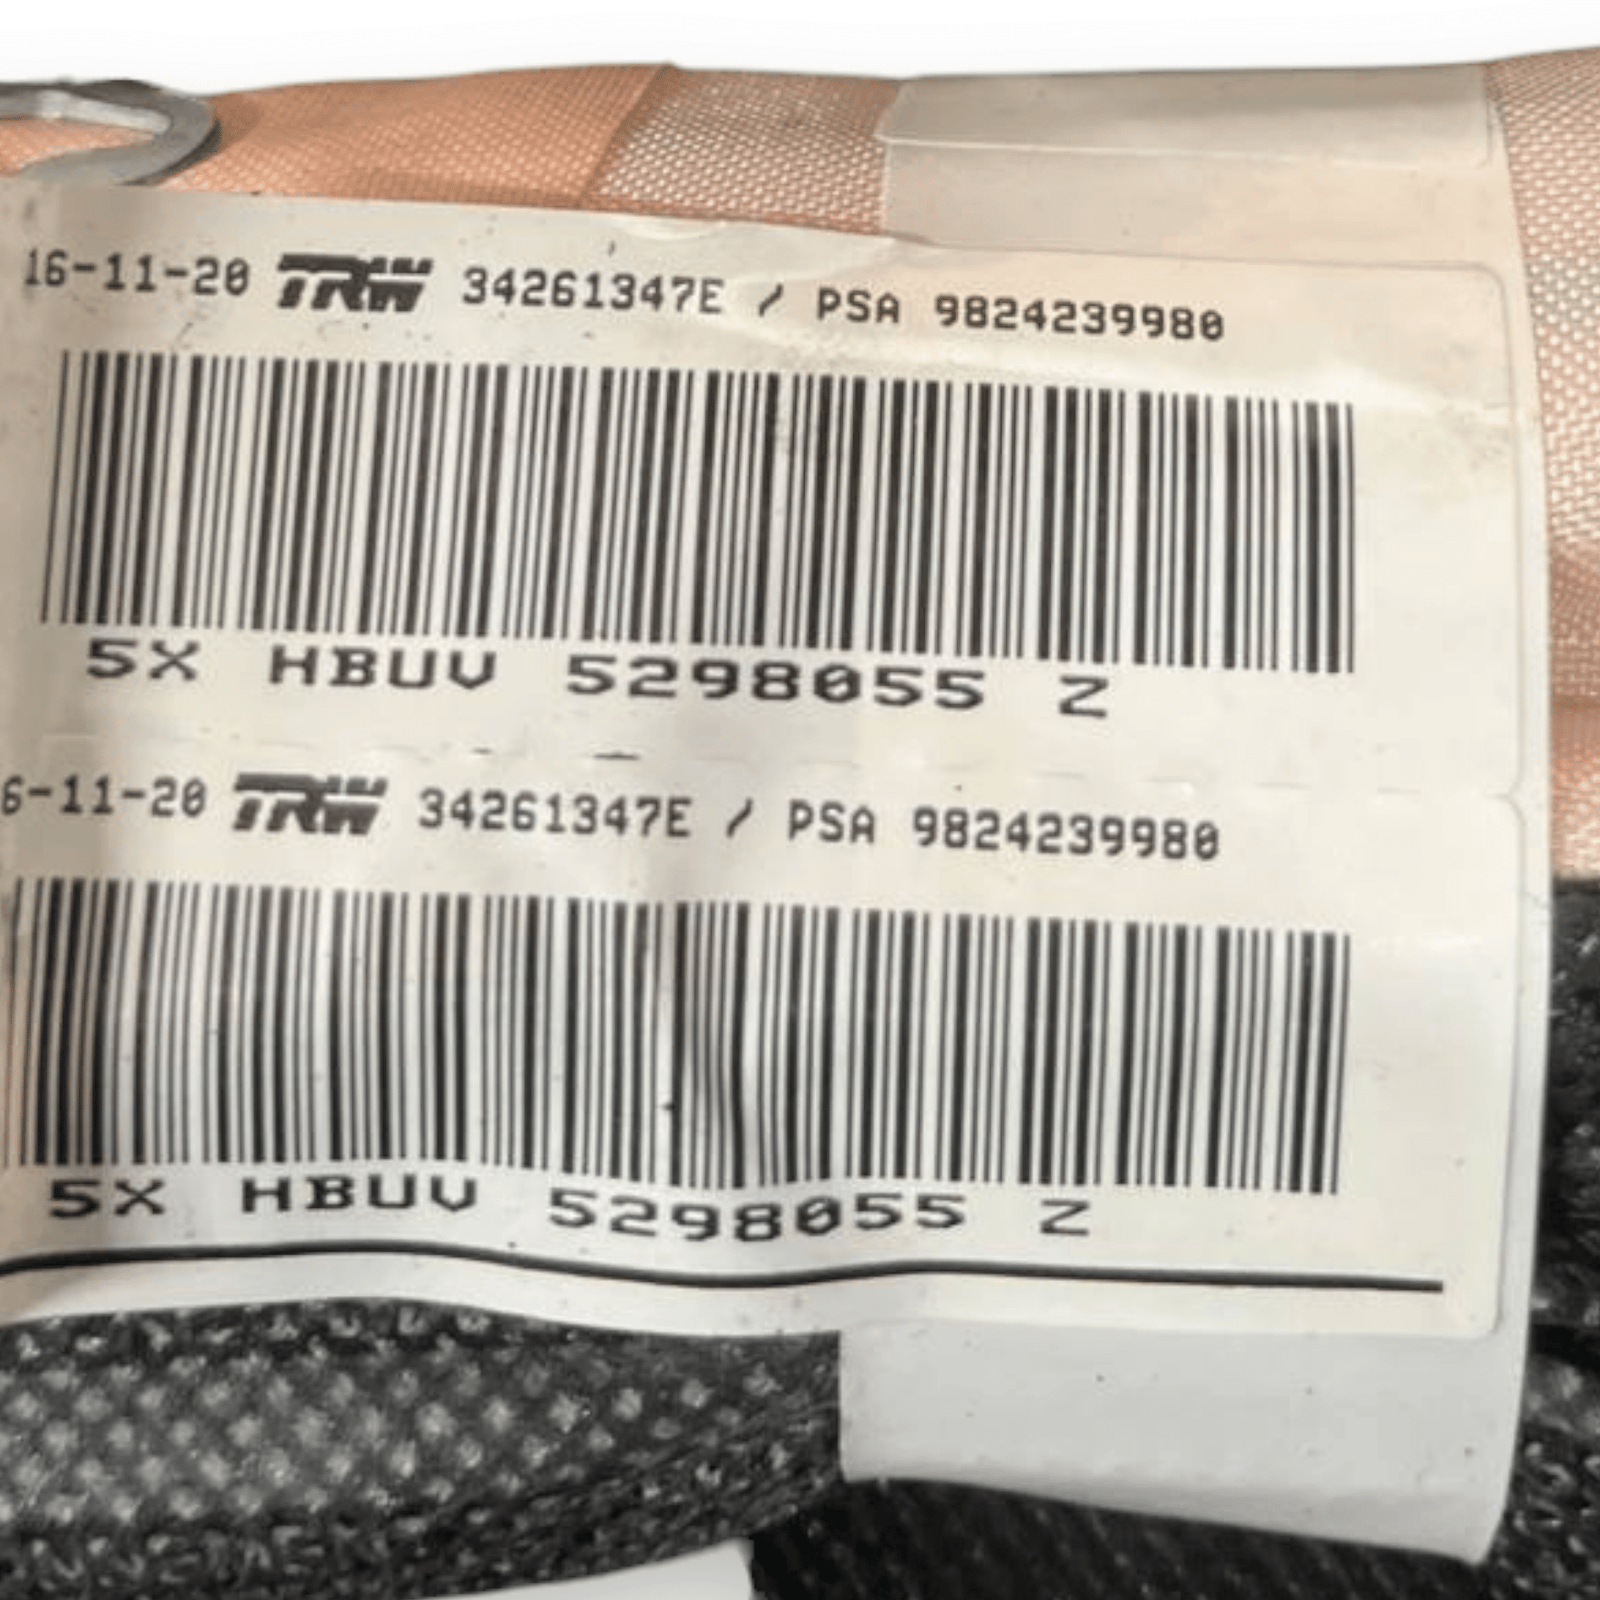 16-11-20 TRW 34261347E / PSA 9824239980
5X HBUV 5298055 Z
6-11-20 TRW 34261347E / PSA 9824239980
5X HBUV 5298055 Z